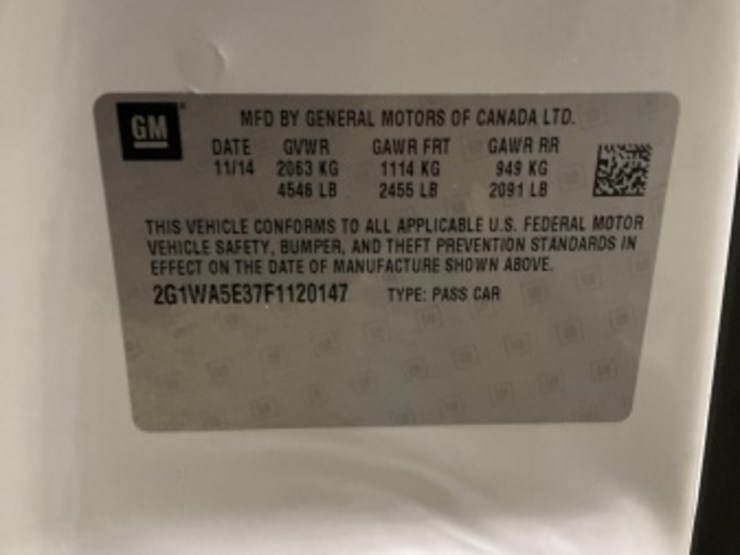 GM
MFD BY GENERAL MOTORS OF CANADA LTD.
DATE GVWR GAWR FRT GAWR RR
11/14 2063 KG 1114 KG 949 KG
4546 LB 2455 LB 2091 LB
THIS VEHICLE CONFORMS TO ALL APPLICABLE U.S. FEDERAL MOTOR
VEHICLE SAFETY, BUMPER, AND THEFT PREVENTION STANDARDS IN
EFFECT ON THE DATE OF MANUFACTURE SHOWN ABOVE.
2G1WA5E37F1120147 TYPE: PASS CAR